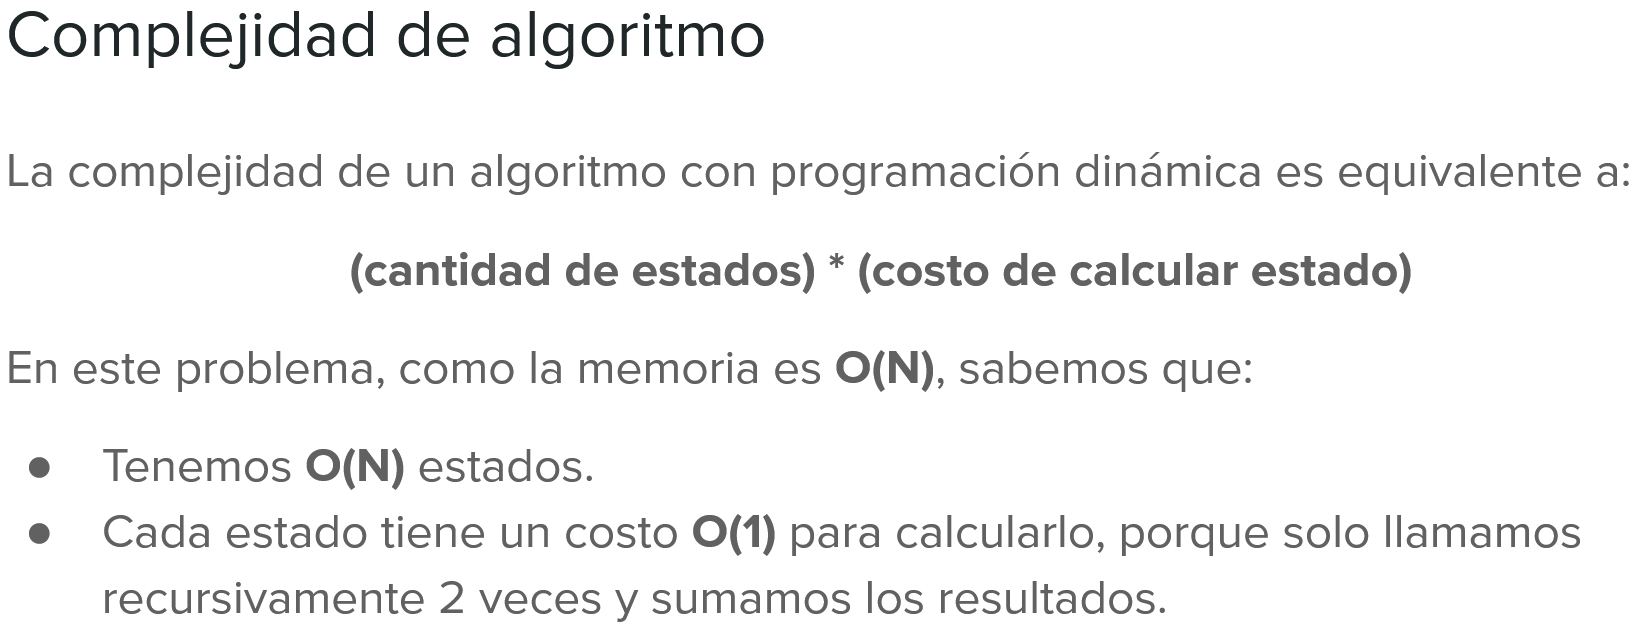 Complejidad de algoritmo
La complejidad de un algoritmo con programación dinámica es equivalente a:
(cantidad de estados) * (costo de calcular estado)
En este problema, como la memoria es O(N), sabemos que:
● Tenemos O(N) estados.
● Cada estado tiene un costo O(1) para calcularlo, porque solo llamamos
recursivamente 2 veces y sumamos los resultados.